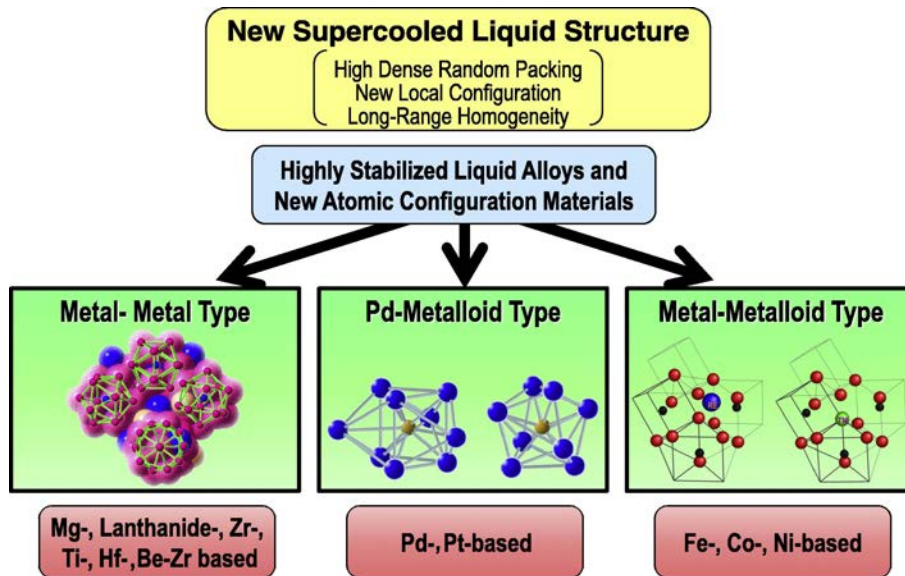 New Supercooled Liquid Structure
High Dense Random Packing
New Local Configuration
Long-Range Homogeneity
Highly Stabilized Liquid Alloys and
New Atomic Configuration Materials
Metal- Metal Type
Pd-Metalloid Type
Metal-Metalloid Type
Mg-, Lanthanide-, Zr-,
Ti-, Hf-,Be-Zr based
Pd-, Pt-based
Fe-, Co-, Ni-based